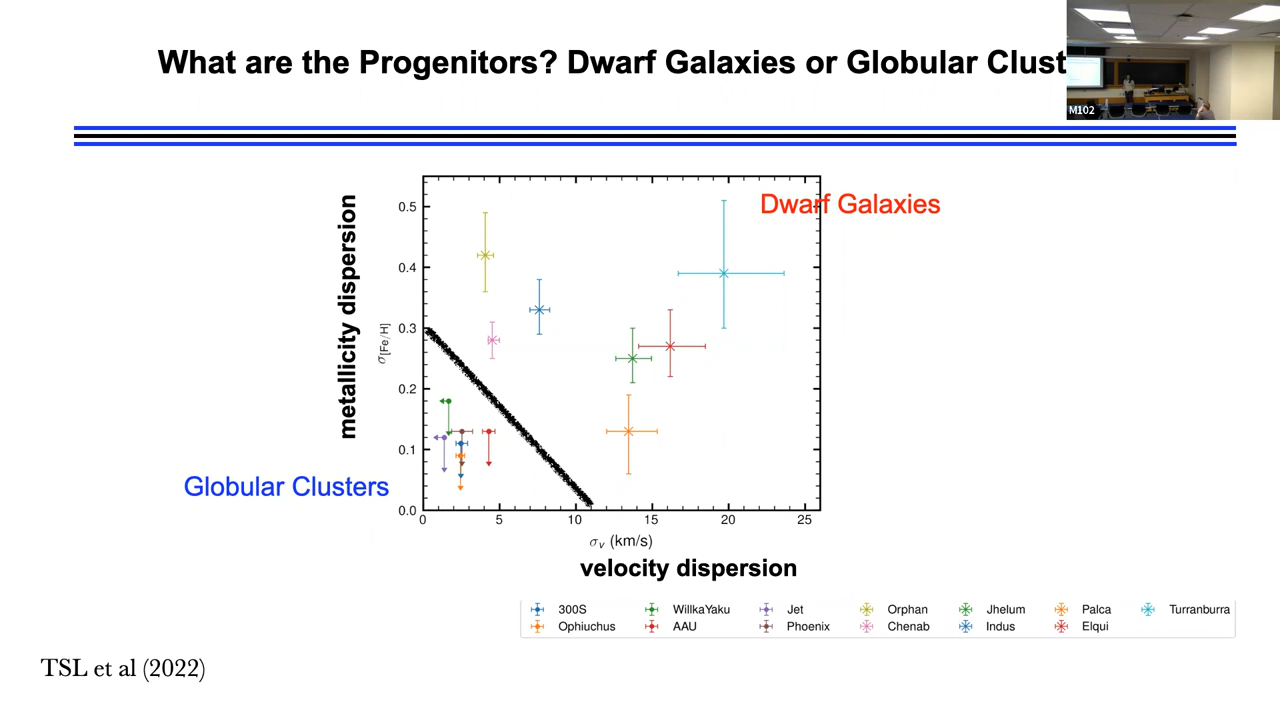 What are the Progenitors? Dwarf Galaxies or Globular Clust
M102
Dwarf Galaxies
metallicity dispersion
σ[Fe/H]
0.5
0.4
0.3
0.2
0.1
0.0
Globular Clusters
0 5 10 15 20 25
σv (km/s)
velocity dispersion
300S WillkaYaku Jet Orphan Jhelum Palca Turranburra
Ophiuchus AAU Phoenix Chenab Indus Elqui
TSL et al (2022)